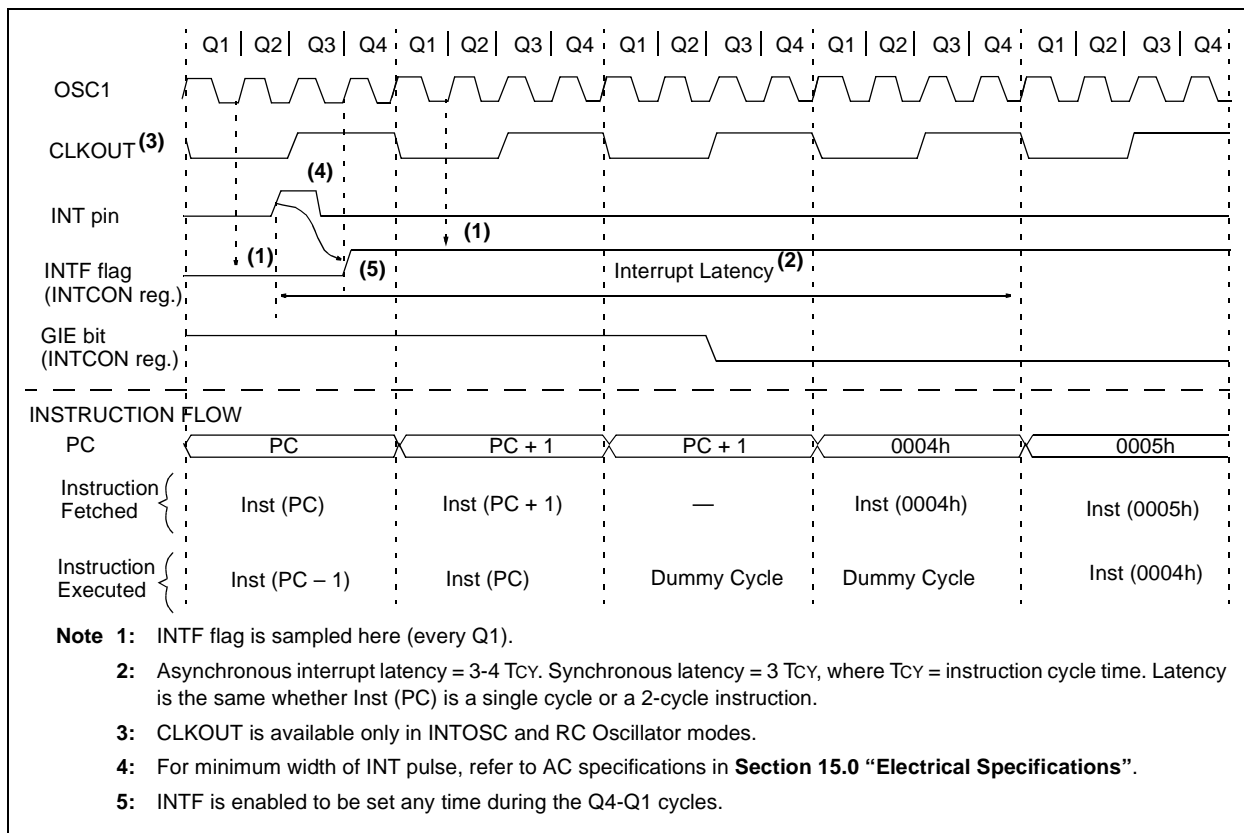 Q1 Q2 Q3 Q4 Q1 Q2 Q3 Q4 Q1 Q2 Q3 Q4 Q1 Q2 Q3 Q4 Q1 Q2 Q3 Q4
OSC1
CLKOUT (3)
(4)
INT pin
(1)
(1)
INTF flag
(INTCON reg.)
(5)
Interrupt Latency (2)
GIE bit
(INTCON reg.)
INSTRUCTION FLOW
PC PC PC + 1 PC + 1 0004h 0005h
Instruction
Fetched
Inst (PC) Inst (PC + 1) — Inst (0004h) Inst (0005h)
Instruction
Executed
Inst (PC – 1) Inst (PC) Dummy Cycle Dummy Cycle Inst (0004h)
Note 1: INTF flag is sampled here (every Q1).
2: Asynchronous interrupt latency = 3-4 TCY. Synchronous latency = 3 TCY, where TCY = instruction cycle time. Latency
is the same whether Inst (PC) is a single cycle or a 2-cycle instruction.
3: CLKOUT is available only in INTOSC and RC Oscillator modes.
4: For minimum width of INT pulse, refer to AC specifications in Section 15.0 “Electrical Specifications”.
5: INTF is enabled to be set any time during the Q4-Q1 cycles.